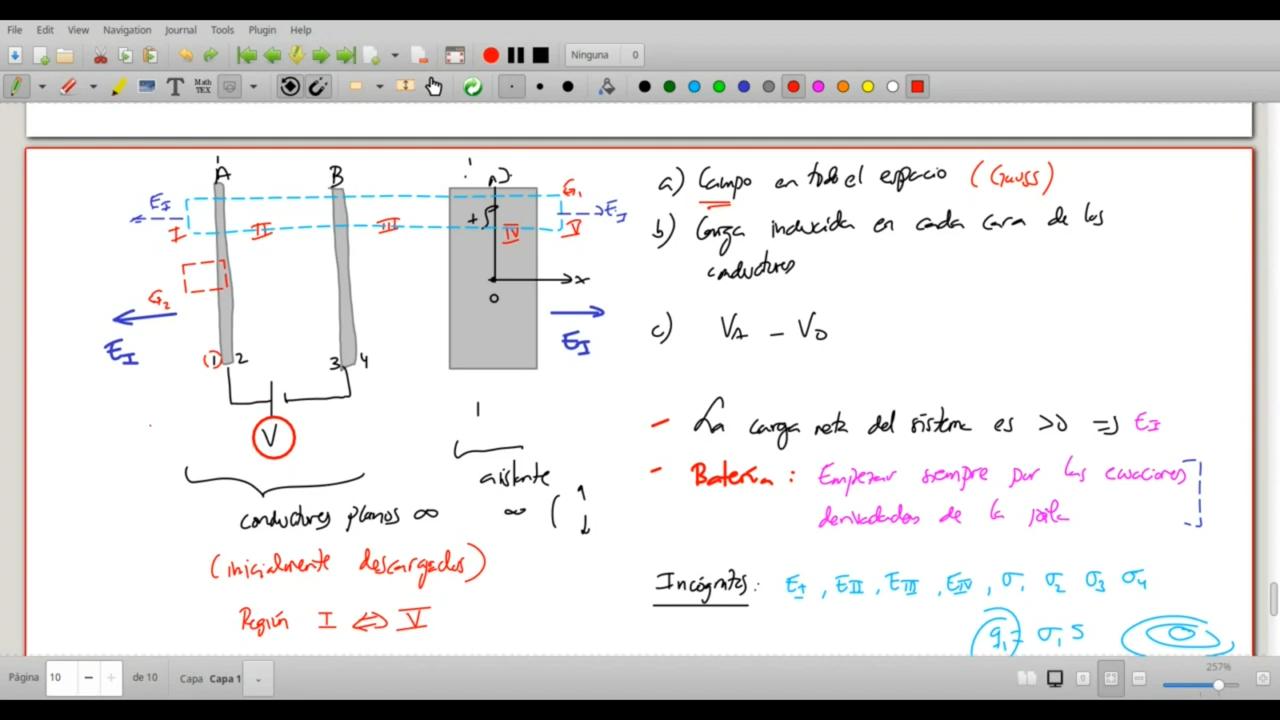 File Edit View Navigation Journal Tools Plugin Help
Ninguna 0
T Math TEX
A B
E_I G₁ E_I
I II III +ρ IV V
G₂ x
0
E_I E_I
(1) 2 3 4
V
aislante
conductores planos ∞ ∞
(inicialmente descargados)
Región I ⇔ V
a) Campo en todo el espacio (Gauss)
b) Carga inducida en cada cara de los
conductores
c) V_A - V_0
- La carga neta del sistema es >0 ⇒ E_I
- Batería: Empezar siempre por las ecuaciones
derivadas de la pila
Incógnitas: E_I, E_II, E_III, E_IV, σ₁ σ₂ σ₃ σ₄
q₁ = σ₁ S
Página 10 de 10 Capa Capa 1
257%